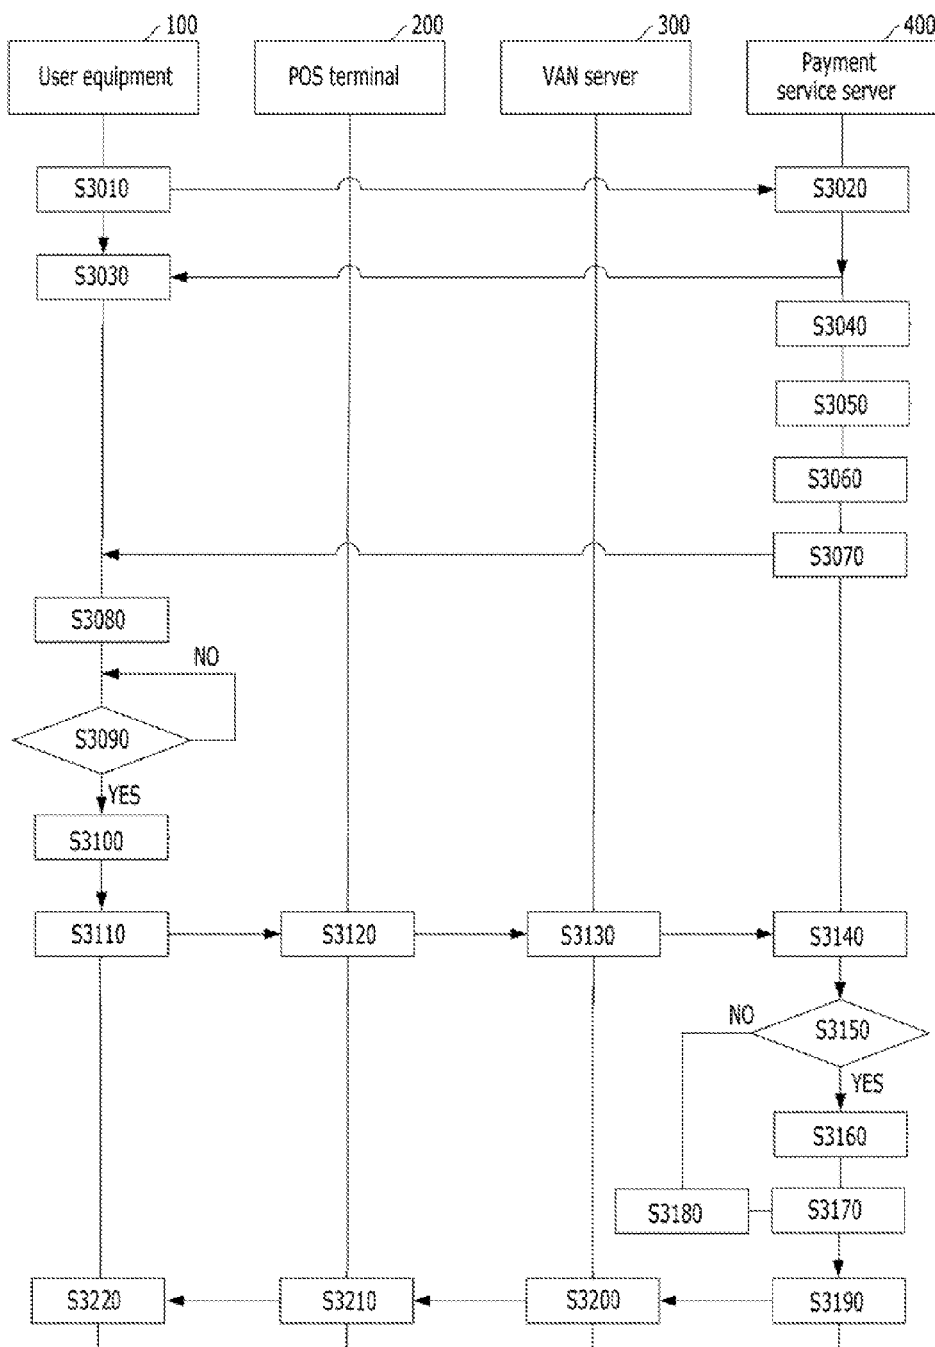 100
200
300
400
User equipment
POS terminal
VAN server
Payment
service server
S3010
S3020
S3030
S3040
S3050
S3060
S3070
S3080
NO
S3090
YES
S3100
S3110
S3120
S3130
S3140
NO
S3150
YES
S3160
S3180
S3170
S3220
S3210
S3200
S3190